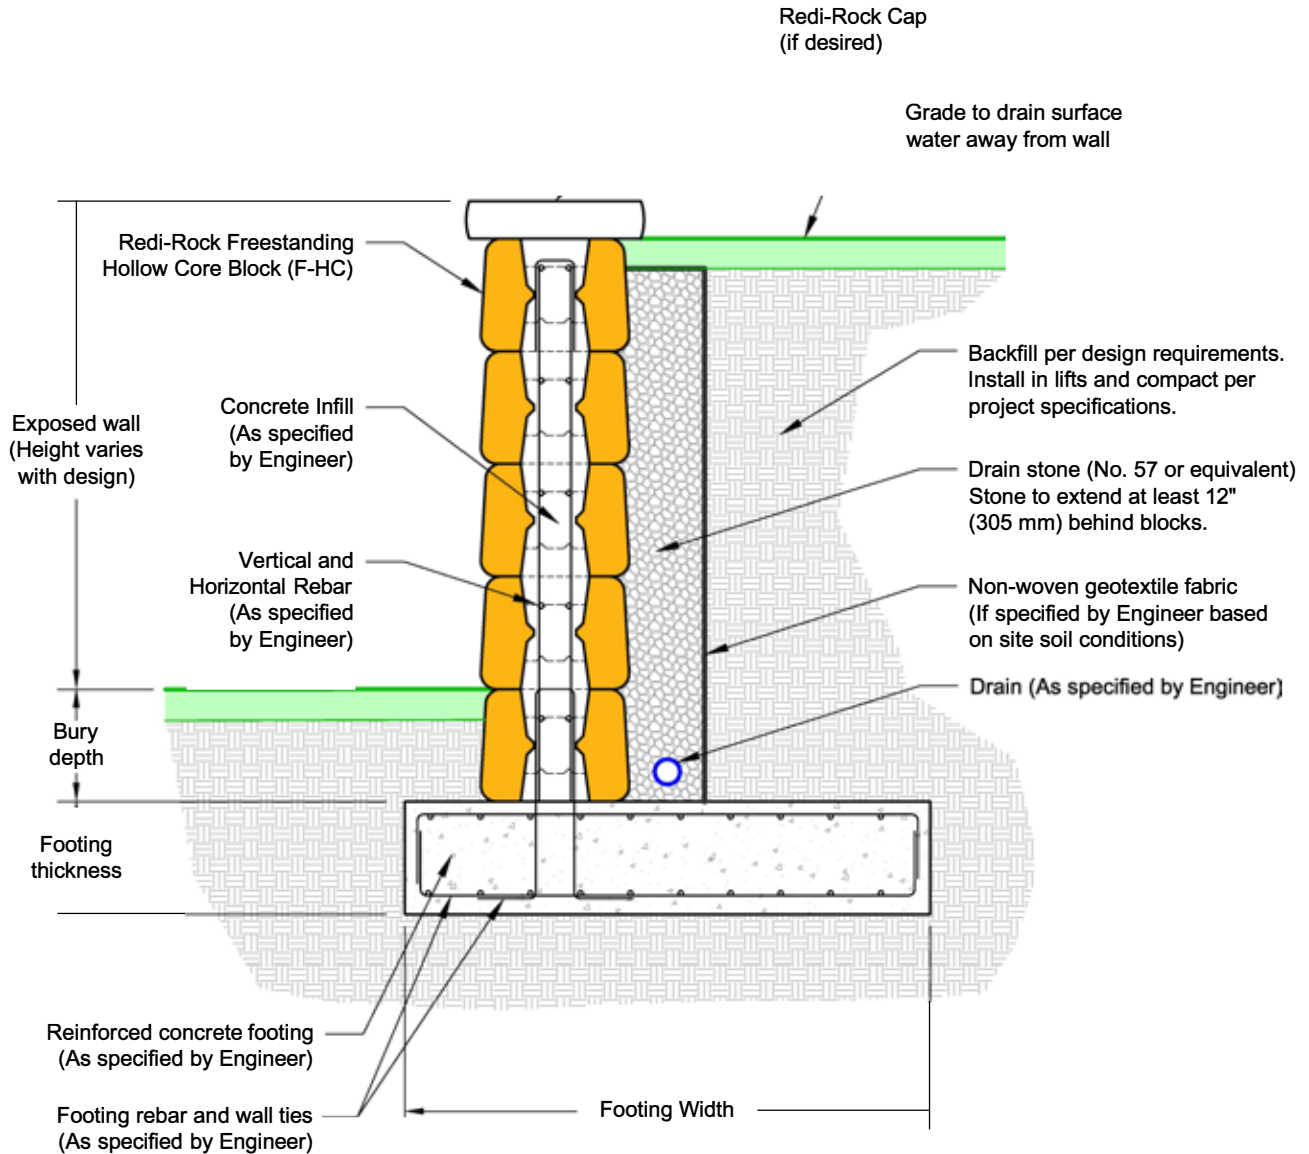 Redi-Rock Cap
(if desired)
Grade to drain surface
water away from wall
Redi-Rock Freestanding
Hollow Core Block (F-HC)
Backfill per design requirements.
Install in lifts and compact per
project specifications.
Exposed wall
(Height varies
with design)
Concrete Infill
(As specified
by Engineer)
Drain stone (No. 57 or equivalent)
Stone to extend at least 12"
(305 mm) behind blocks.
Vertical and
Horizontal Rebar
(As specified
by Engineer)
Non-woven geotextile fabric
(If specified by Engineer based
on site soil conditions)
Drain (As specified by Engineer)
Bury
depth
Footing
thickness
Reinforced concrete footing
(As specified by Engineer)
Footing rebar and wall ties
(As specified by Engineer)
Footing Width